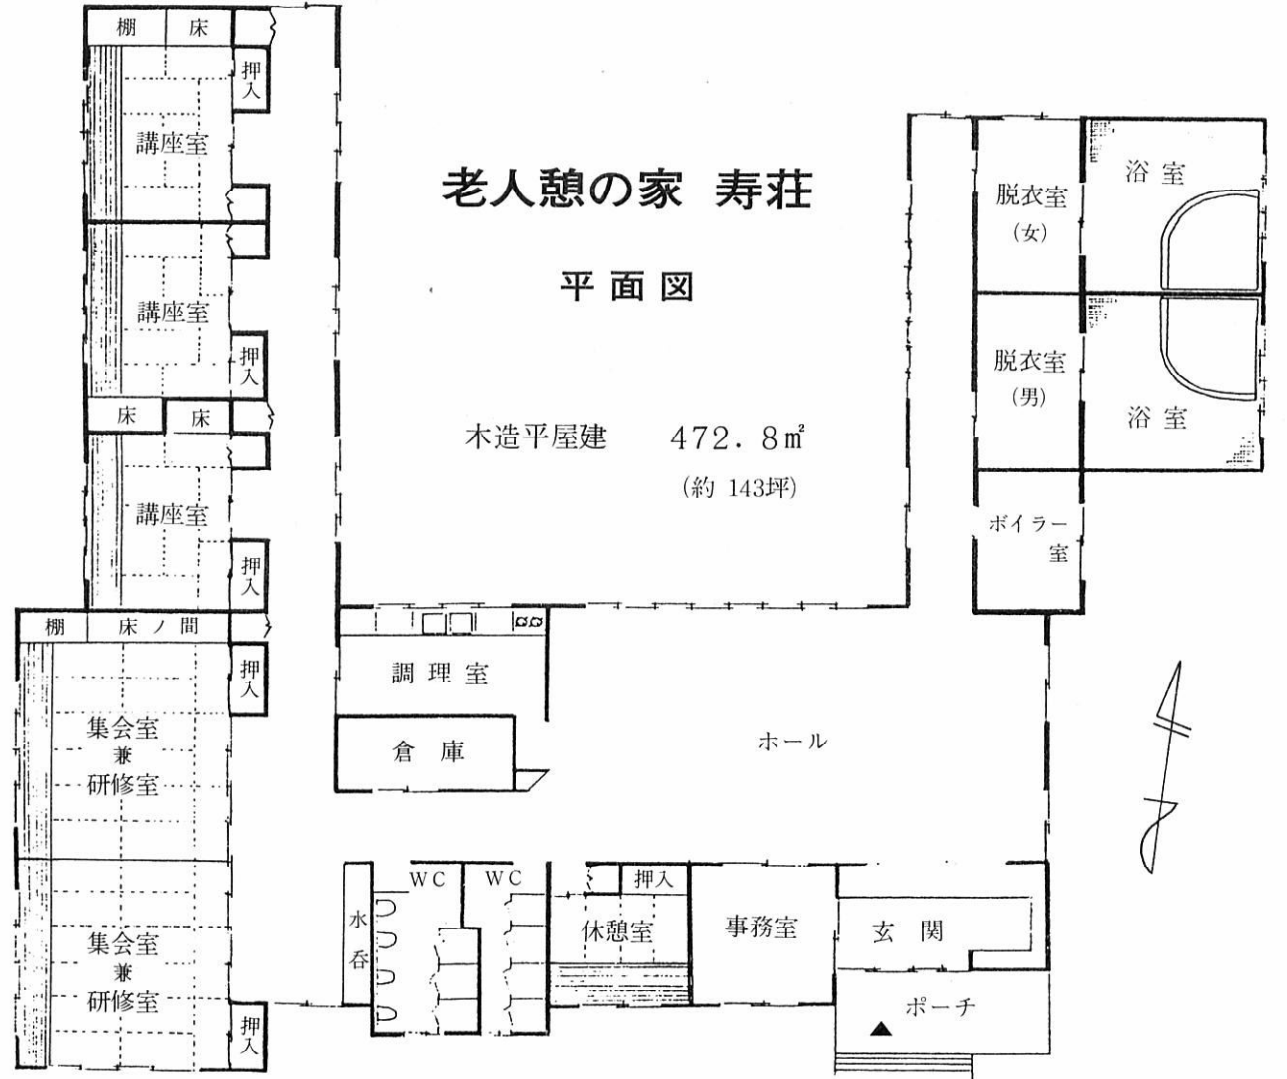 老人憩の家 寿荘
平面図
木造平屋建 472.8㎡
(約 143坪)
棚 床
押入
講座室
講座室
押入
床 床
講座室
押入
棚 床ノ間
押入
集会室
兼
研修室
集会室
兼
研修室
押入
調理室
倉庫
ホール
水呑
WC WC
押入
休憩室
事務室
玄関
ポーチ
脱衣室
(女)
浴室
脱衣室
(男)
浴室
ボイラー
室